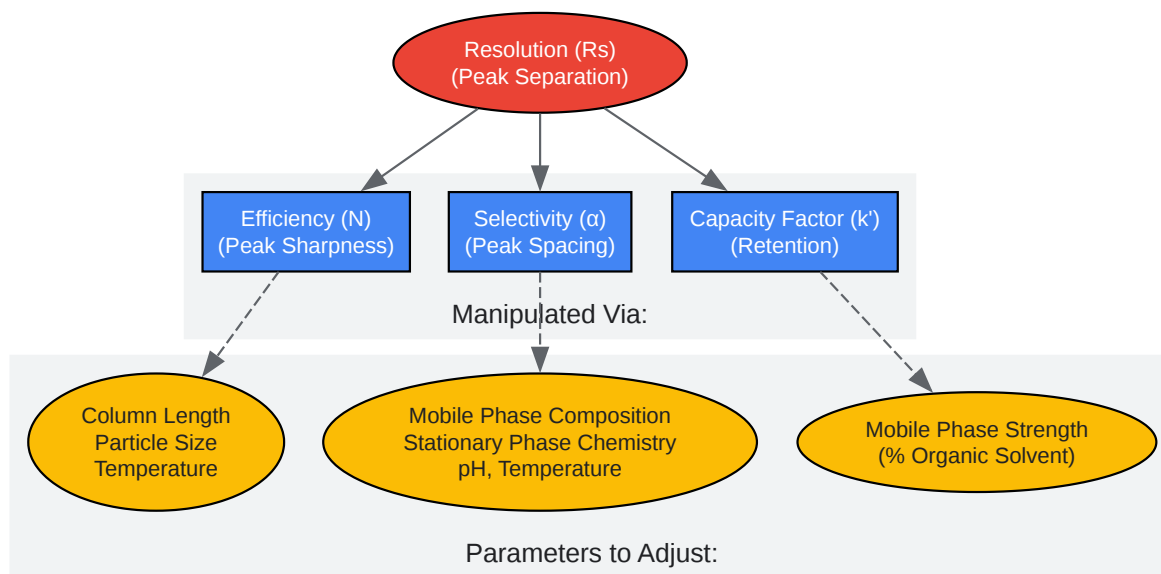 Resolution (Rs)
(Peak Separation)
Efficiency (N)
(Peak Sharpness)
Selectivity (α)
(Peak Spacing)
Capacity Factor (k')
(Retention)
Manipulated Via:
Column Length
Particle Size
Temperature
Mobile Phase Composition
Stationary Phase Chemistry
pH, Temperature
Mobile Phase Strength
(% Organic Solvent)
Parameters to Adjust: